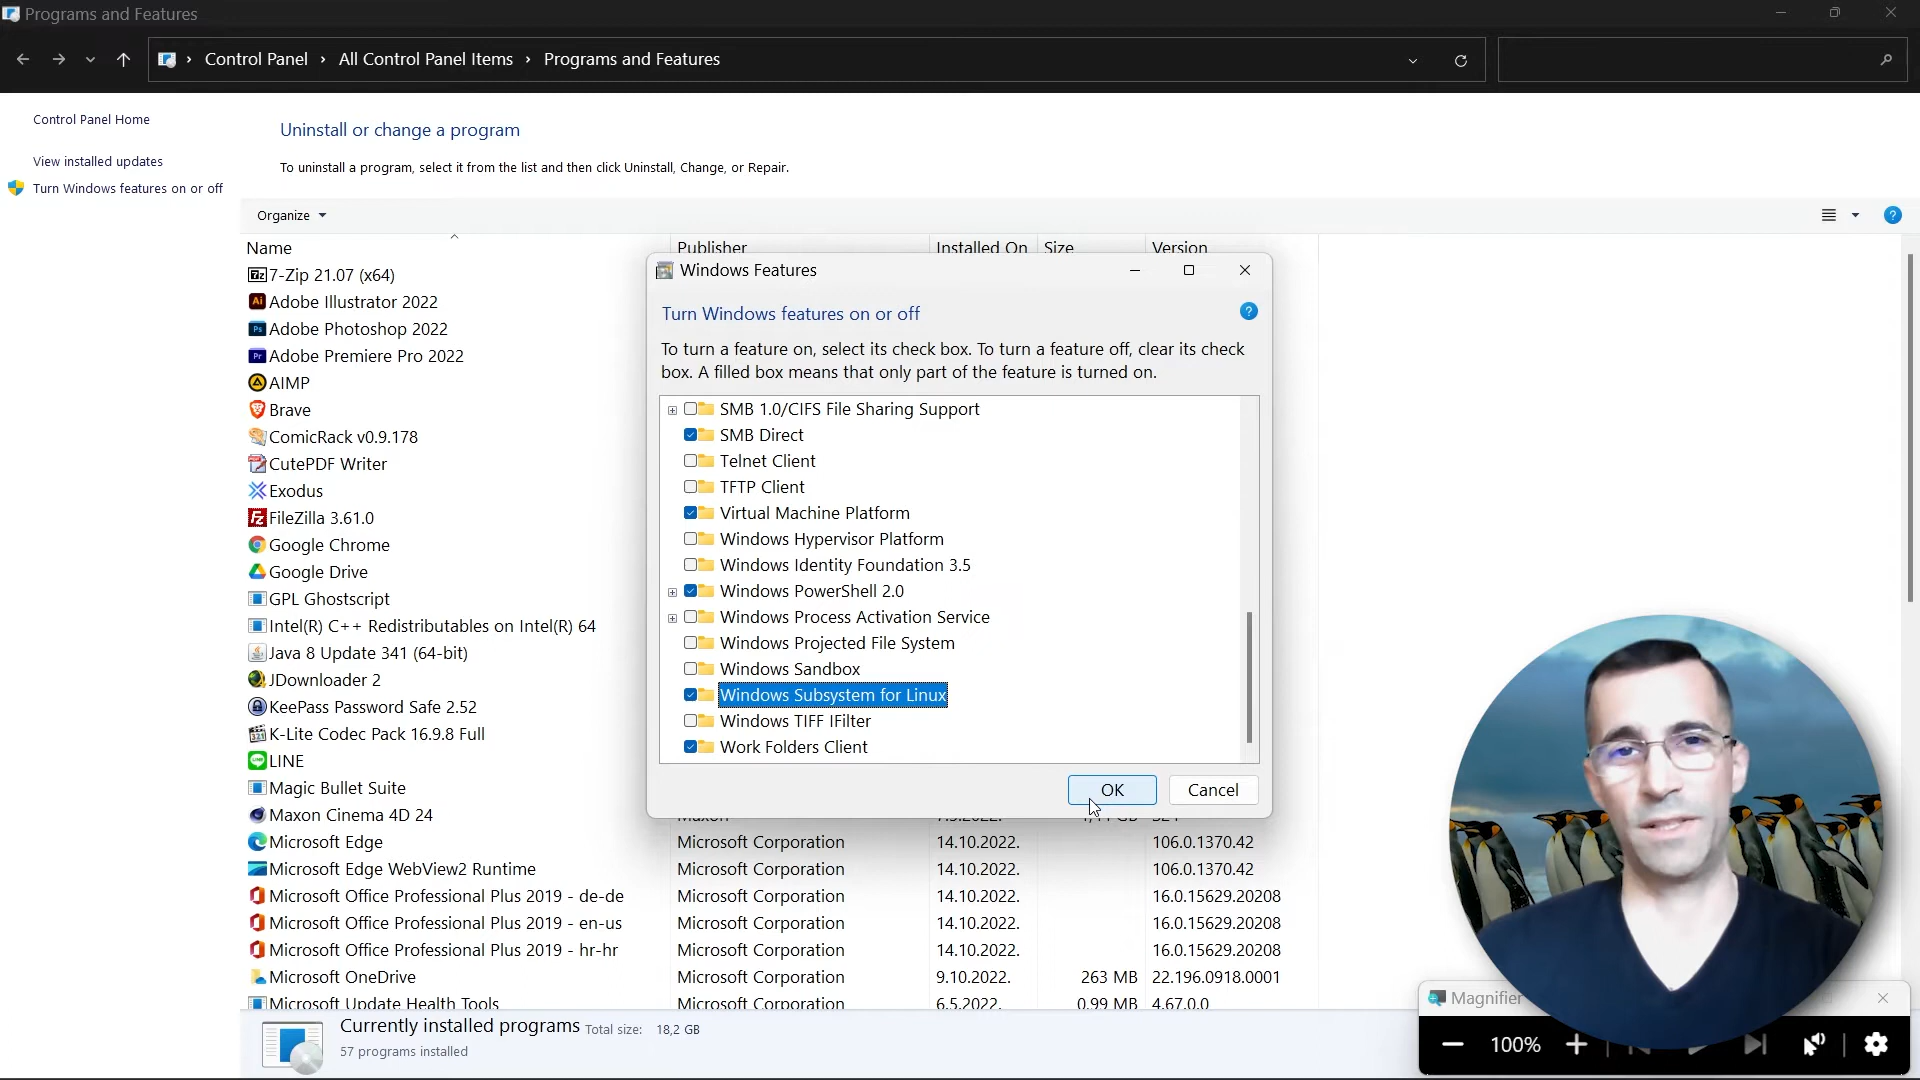 Programs and Features
Control Panel › All Control Panel Items › Programs and Features
Control Panel Home
View installed updates
Turn Windows features on or off
Uninstall or change a program
To uninstall a program, select it from the list and then click Uninstall, Change, or Repair.
Organize
Name Publisher Installed On Size Version
7-Zip 21.07 (x64)
Adobe Illustrator 2022
Adobe Photoshop 2022
Adobe Premiere Pro 2022
AIMP
Brave
ComicRack v0.9.178
CutePDF Writer
Exodus
FileZilla 3.61.0
Google Chrome
Google Drive
GPL Ghostscript
Intel(R) C++ Redistributables on Intel(R) 64
Java 8 Update 341 (64-bit)
JDownloader 2
KeePass Password Safe 2.52
K-Lite Codec Pack 16.9.8 Full
LINE
Magic Bullet Suite
Maxon Cinema 4D 24
Microsoft Edge Microsoft Corporation 14.10.2022. 106.0.1370.42
Microsoft Edge WebView2 Runtime Microsoft Corporation 14.10.2022. 106.0.1370.42
Microsoft Office Professional Plus 2019 - de-de Microsoft Corporation 14.10.2022. 16.0.15629.20208
Microsoft Office Professional Plus 2019 - en-us Microsoft Corporation 14.10.2022. 16.0.15629.20208
Microsoft Office Professional Plus 2019 - hr-hr Microsoft Corporation 14.10.2022. 16.0.15629.20208
Microsoft OneDrive Microsoft Corporation 9.10.2022. 263 MB 22.196.0918.0001
Microsoft Update Health Tools Microsoft Corporation 6.5.2022. 0.99 MB 4.67.0.0
Currently installed programs Total size: 18,2 GB
57 programs installed
Windows Features
Turn Windows features on or off
To turn a feature on, select its check box. To turn a feature off, clear its check
box. A filled box means that only part of the feature is turned on.
SMB 1.0/CIFS File Sharing Support
SMB Direct
Telnet Client
TFTP Client
Virtual Machine Platform
Windows Hypervisor Platform
Windows Identity Foundation 3.5
Windows PowerShell 2.0
Windows Process Activation Service
Windows Projected File System
Windows Sandbox
Windows Subsystem for Linux
Windows TIFF IFilter
Work Folders Client
OK Cancel
Magnifier
100%